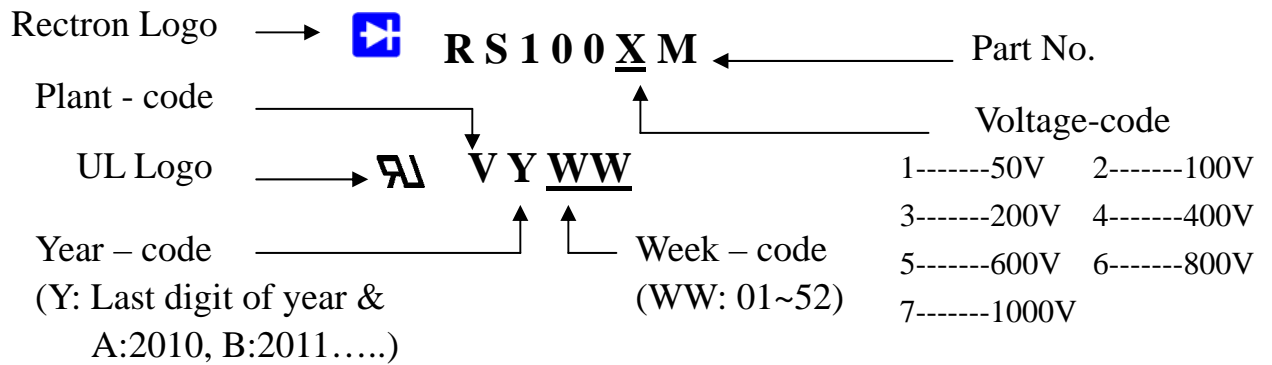 Rectron Logo
R S 1 0 0 X M
Part No.
Plant - code
Voltage-code
UL Logo
V Y WW
1-------50V 2-------100V
3-------200V 4-------400V
Year – code
Week – code
5-------600V 6-------800V
(Y: Last digit of year &
(WW: 01~52)
7-------1000V
A:2010, B:2011…..)